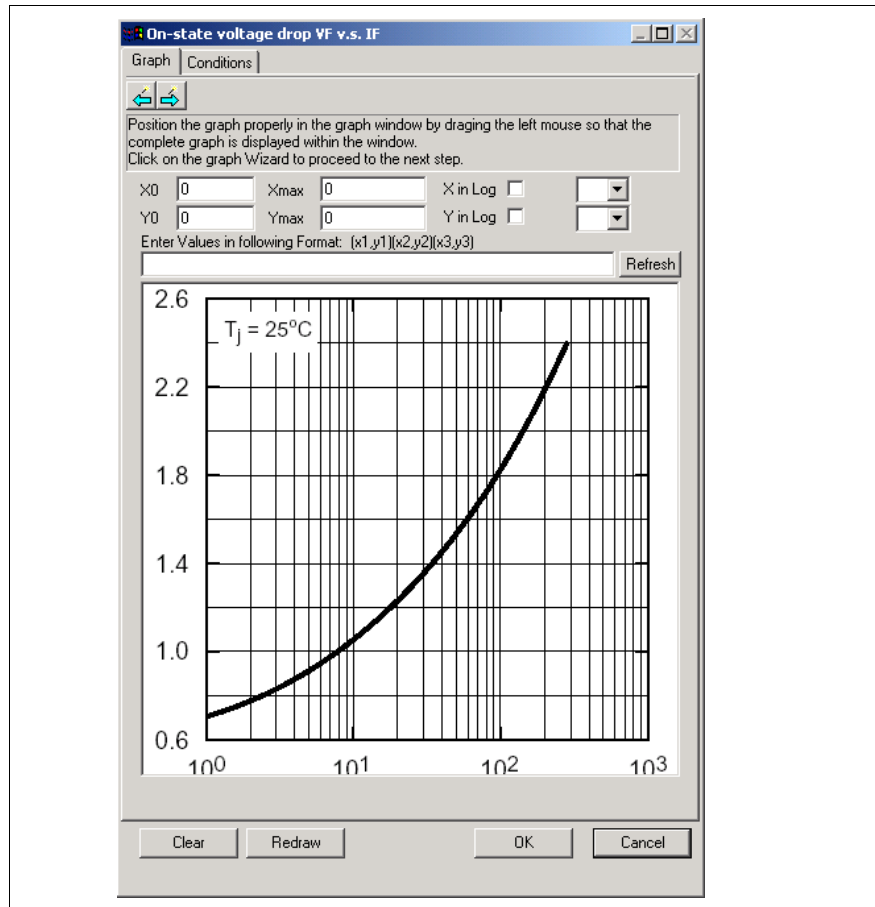 On-state voltage drop VF v.s. IF
Graph Conditions
Position the graph properly in the graph window by draging the left mouse so that the
complete graph is displayed within the window.
Click on the graph Wizard to proceed to the next step.
X0 0 Xmax 0 X in Log
Y0 0 Ymax 0 Y in Log
Enter Values in following Format: (x1,y1)(x2,y2)(x3,y3)
Refresh
2.6
Tj = 25°C
2.2
1.8
1.4
1.0
0.6
10⁰ 10¹ 10² 10³
Clear Redraw OK Cancel